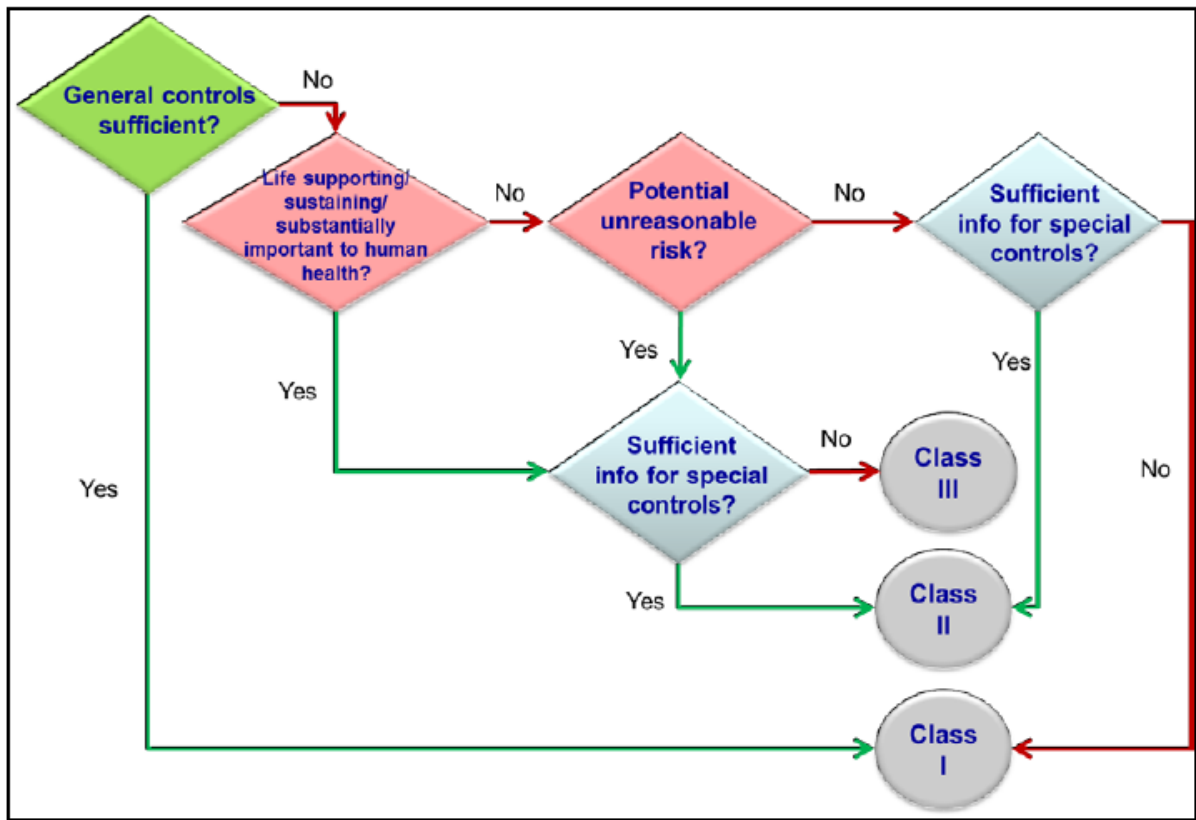 No
General controls
sufficient?
Life supporting/
sustaining/
substantially
important to human
health?
No
Potential
unreasonable
risk?
No
Sufficient
info for special
controls?
Yes
Yes
Yes
Sufficient
info for special
controls?
No
Class
III
No
Yes
Yes
Class
II
Class
I